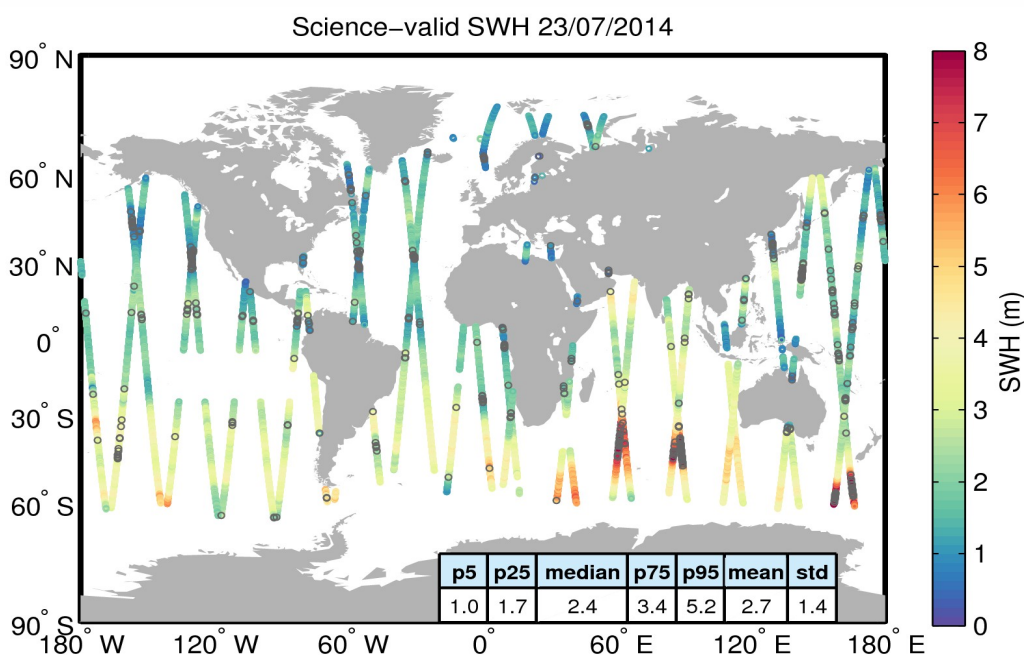 Science-valid SWH 23/07/2014
90° N
60° N
30° N
0°
30° S
60° S
90° S
180° W
120° W
60° W
0°
60° E
120° E
180° E
p5 p25 median p75 p95 mean std
1.0 1.7 2.4 3.4 5.2 2.7 1.4
8
7
6
5
4
3
2
1
0
SWH (m)